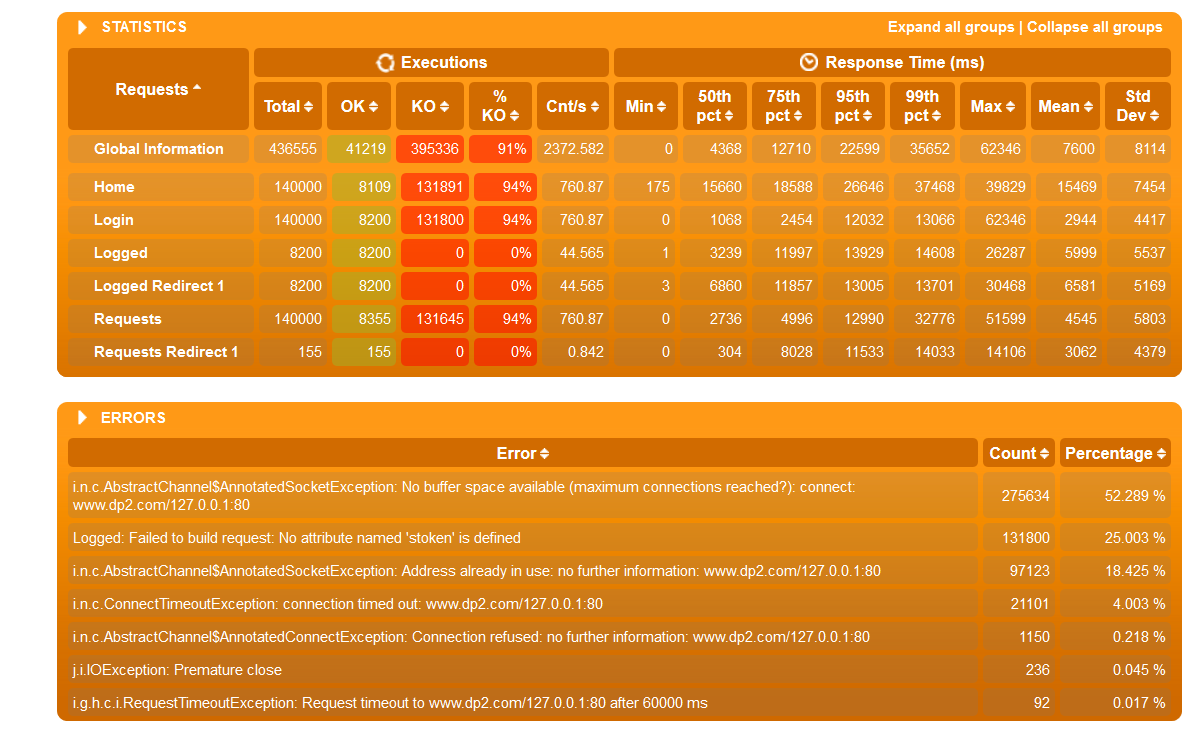 STATISTICS Expand all groups | Collapse all groups
Requests Executions Response Time (ms)
Total OK KO % KO Cnt/s Min 50th pct 75th pct 95th pct 99th pct Max Mean Std Dev
Global Information 436555 41219 395336 91% 2372.582 0 4368 12710 22599 35652 62346 7600 8114
Home 140000 8109 131891 94% 760.87 175 15660 18588 26646 37468 39829 15469 7454
Login 140000 8200 131800 94% 760.87 0 1068 2454 12032 13066 62346 2944 4417
Logged 8200 8200 0 0% 44.565 1 3239 11997 13929 14608 26287 5999 5537
Logged Redirect 1 8200 8200 0 0% 44.565 3 6860 11857 13005 13701 30468 6581 5169
Requests 140000 8355 131645 94% 760.87 0 2736 4996 12990 32776 51599 4545 5803
Requests Redirect 1 155 155 0 0% 0.842 0 304 8028 11533 14033 14106 3062 4379
ERRORS
Error Count Percentage
i.n.c.AbstractChannel$AnnotatedSocketException: No buffer space available (maximum connections reached?): connect:
www.dp2.com/127.0.0.1:80 275634 52.289 %
Logged: Failed to build request: No attribute named 'stoken' is defined 131800 25.003 %
i.n.c.AbstractChannel$AnnotatedSocketException: Address already in use: no further information: www.dp2.com/127.0.0.1:80 97123 18.425 %
i.n.c.ConnectTimeoutException: connection timed out: www.dp2.com/127.0.0.1:80 21101 4.003 %
i.n.c.AbstractChannel$AnnotatedConnectException: Connection refused: no further information: www.dp2.com/127.0.0.1:80 1150 0.218 %
j.i.IOException: Premature close 236 0.045 %
i.g.h.c.i.RequestTimeoutException: Request timeout to www.dp2.com/127.0.0.1:80 after 60000 ms 92 0.017 %